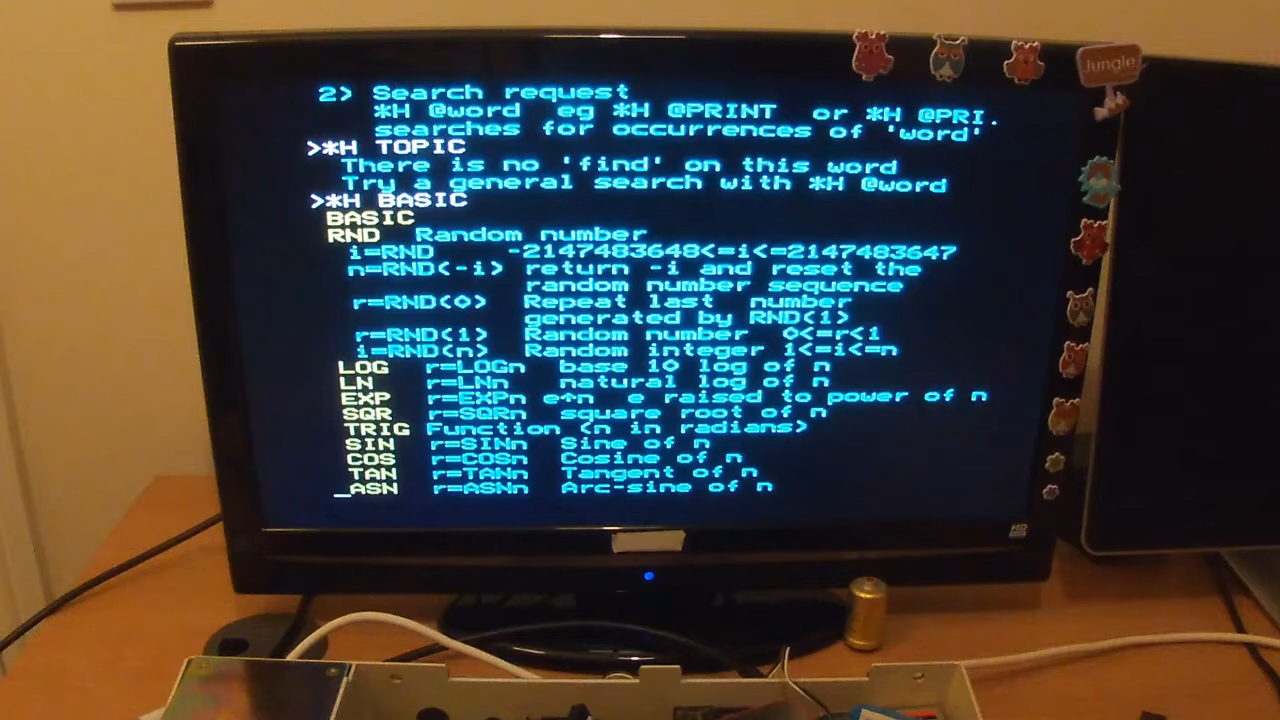 2> Search request
*H @word eg *H @PRINT or *H @PRI.
searches for occurrences of 'word'
>*H TOPIC
There is no 'find' on this word
Try a general search with *H @word
>*H BASIC
BASIC
RND Random number
i=RND -2147483648<=i<=2147483647
n=RND(-i) return -i and reset the
random number sequence
r=RND(0) Repeat last number
generated by RND(1)
r=RND(1) Random number 0<=r<1
i=RND(n) Random integer 1<=i<=n
LOG r=LOGn base 10 log of n
LN r=LNn natural log of n
EXP r=EXPn e^n e raised to power of n
SQR r=SQRn square root of n
TRIG Function (n in radians)
SIN r=SINn Sine of n
COS r=COSn Cosine of n
TAN r=TANn Tangent of n
_ASN r=ASNn Arc-sine of n
Jungle
HD